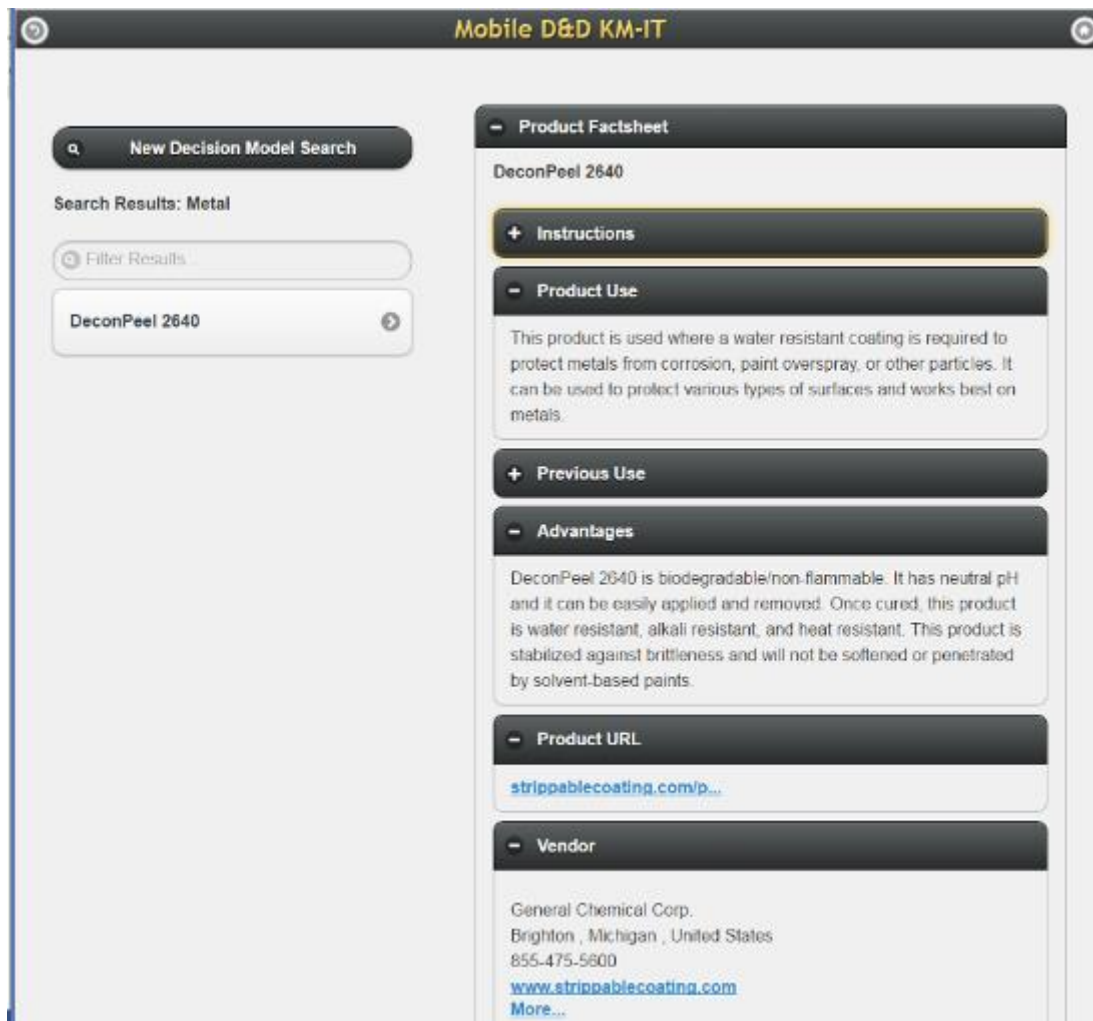 Mobile D&D KM-IT
New Decision Model Search
Search Results: Metal
Filter Results...
DeconPeel 2640
Product Factsheet
DeconPeel 2640
Instructions
Product Use
This product is used where a water resistant coating is required to
protect metals from corrosion, paint overspray, or other particles. It
can be used to protect various types of surfaces and works best on
metals.
Previous Use
Advantages
DeconPeel 2640 is biodegradable/non-flammable. It has neutral pH
and it can be easily applied and removed. Once cured, this product
is water resistant, alkali resistant, and heat resistant. This product is
stabilized against brittleness and will not be softened or penetrated
by solvent-based paints.
Product URL
strippablecoating.com/p...
Vendor
General Chemical Corp.
Brighton , Michigan , United States
855-475-5600
www.strippablecoating.com
More...